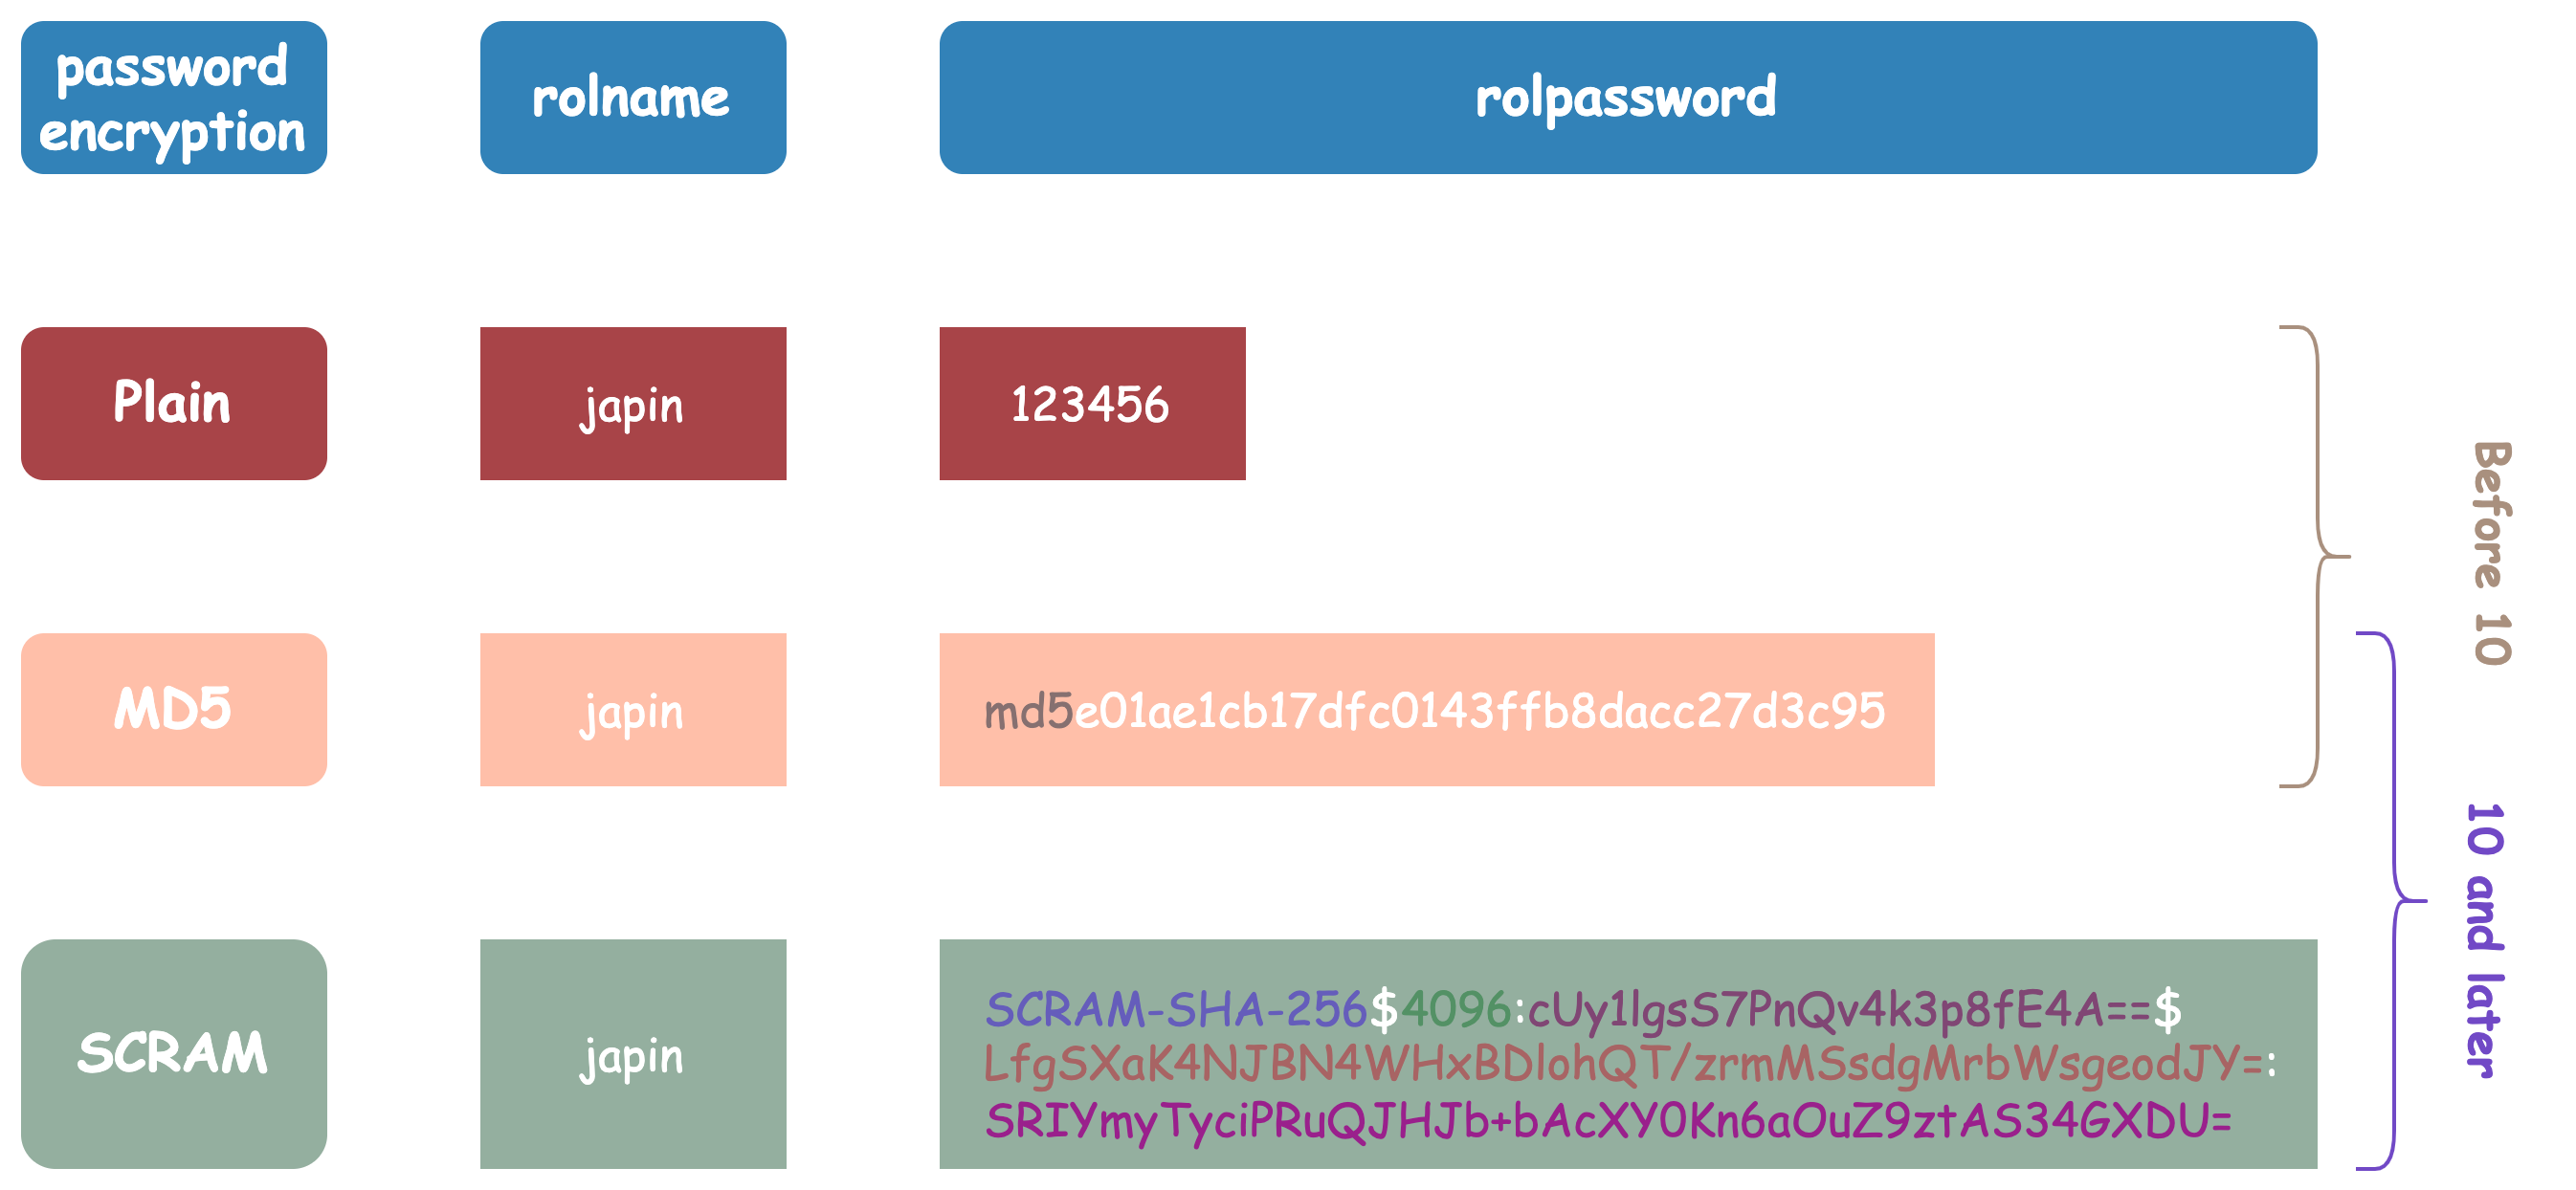 password
encryption
rolname
rolpassword
Plain
japin
123456
MD5
japin
md5e01ae1cb17dfc0143ffb8dacc27d3c95
SCRAM
japin
SCRAM-SHA-256$4096:cUy1lgsS7PnQv4k3p8fE4A==$
LfgSXaK4NJBN4WHxBDlohQT/zrmMSsdgMrbWsgeodJY=:
SRIYmyTyciPRuQJHJb+bAcXY0Kn6aOuZ9ztAS34GXDU=
Before 10
10 and later